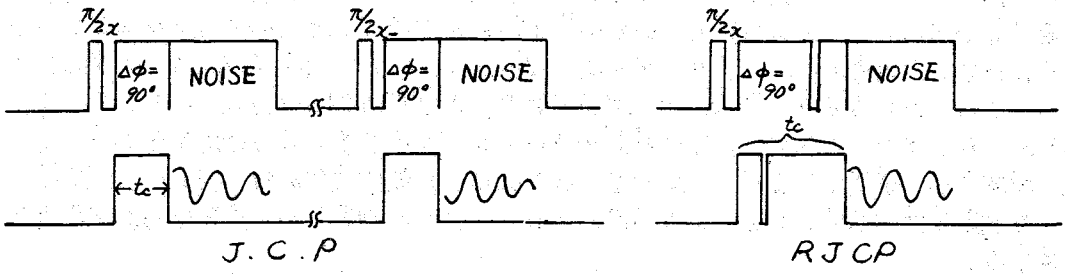 π/2x
π/2x-
π/2x
Δφ=
90°
NOISE
Δφ=
90°
NOISE
Δφ=
90°
NOISE
tc
tc
J. C. P
RJCP